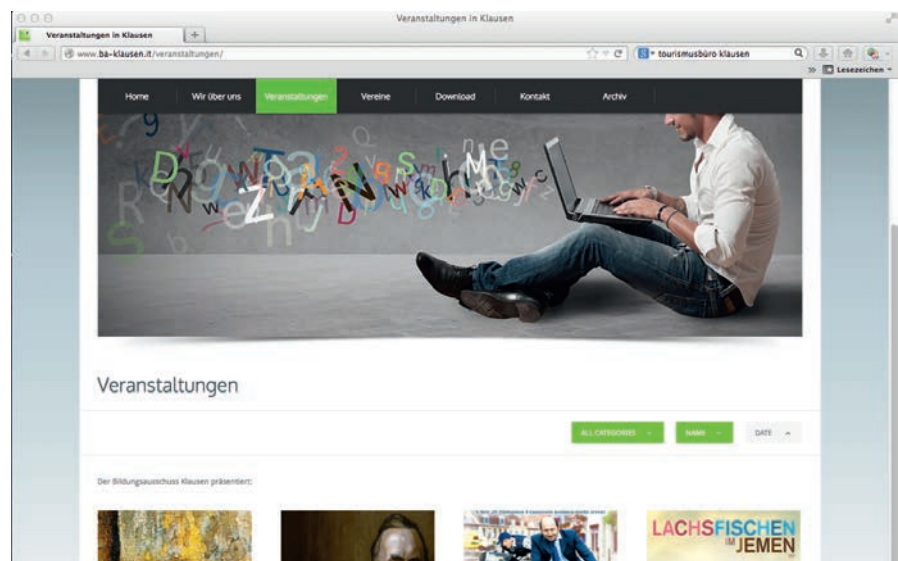 Veranstaltungen in Klausen
Veranstaltungen in Klausen
www.ba-klausen.it/veranstaltungen/
tourismusbüro klausen
Lesezeichen
Home Wir über uns Veranstaltungen Vereine Download Kontakt Archiv
Veranstaltungen
ALL CATEGORIES NAME DATE
Der Bildungsausschuss Klausen präsentiert:
LACHSFISCHEN
IM JEMEN